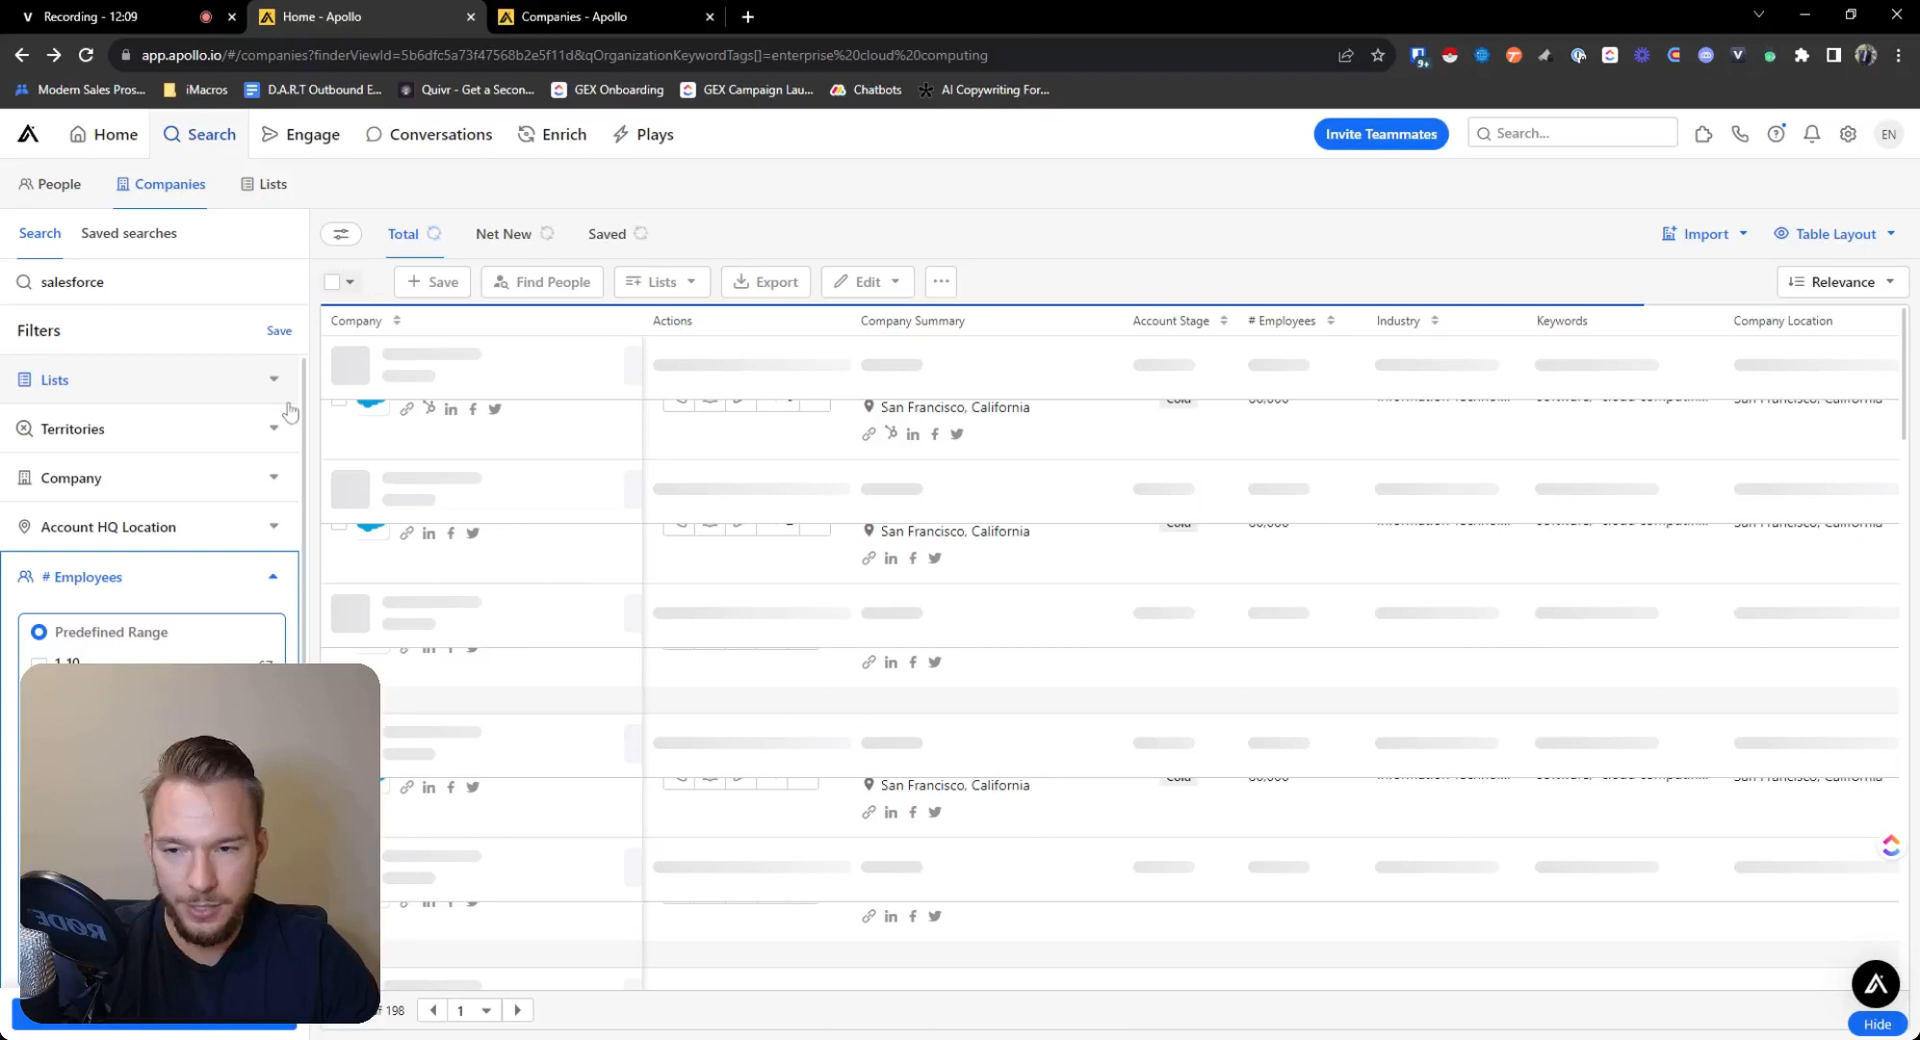 V Recording - 12:09
Home - Apollo
Companies - Apollo
app.apollo.io/#/companies?finderViewId=5b6dfc5a73f47568b2e5f11d&qOrganizationKeywordTags[]=enterprise%20cloud%20computing
9+
Modern Sales Pros...
iMacros
D.A.R.T Outbound E...
Quivr - Get a Secon...
GEX Onboarding
GEX Campaign Lau...
Chatbots
AI Copywriting For...
Home
Search
Engage
Conversations
Enrich
Plays
Invite Teammates
Search...
EN
People
Companies
Lists
Search
Saved searches
Total
Net New
Saved
Import
Table Layout
salesforce
Save
Find People
Lists
Export
Edit
Relevance
Filters
Save
Company
Actions
Company Summary
Account Stage
# Employees
Industry
Keywords
Company Location
Lists
Territories
Company
Account HQ Location
# Employees
Predefined Range
1-10
San Francisco, California
San Francisco, California
San Francisco, California
RODE
198
1
Hide